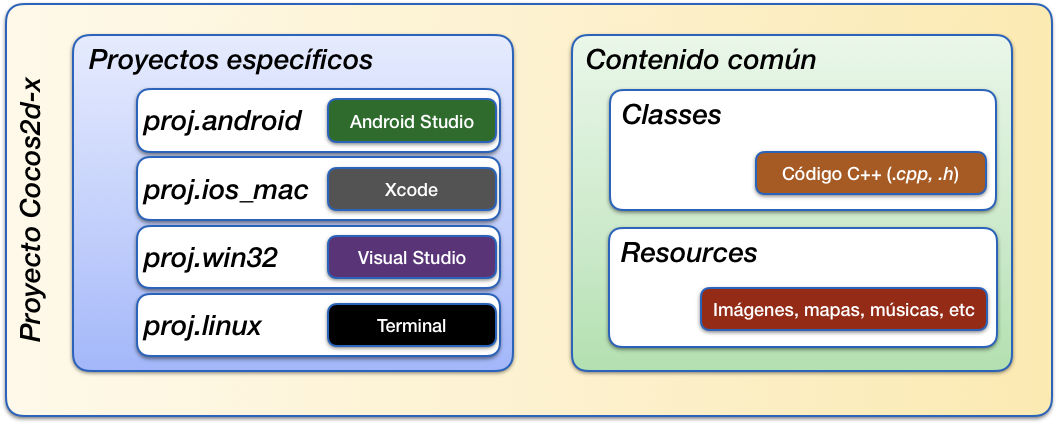 Proyecto Cocos2d-x
Proyectos específicos
proj.android
Android Studio
proj.ios_mac
Xcode
proj.win32
Visual Studio
proj.linux
Terminal
Contenido común
Classes
Código C++ (.cpp, .h)
Resources
Imágenes, mapas, músicas, etc